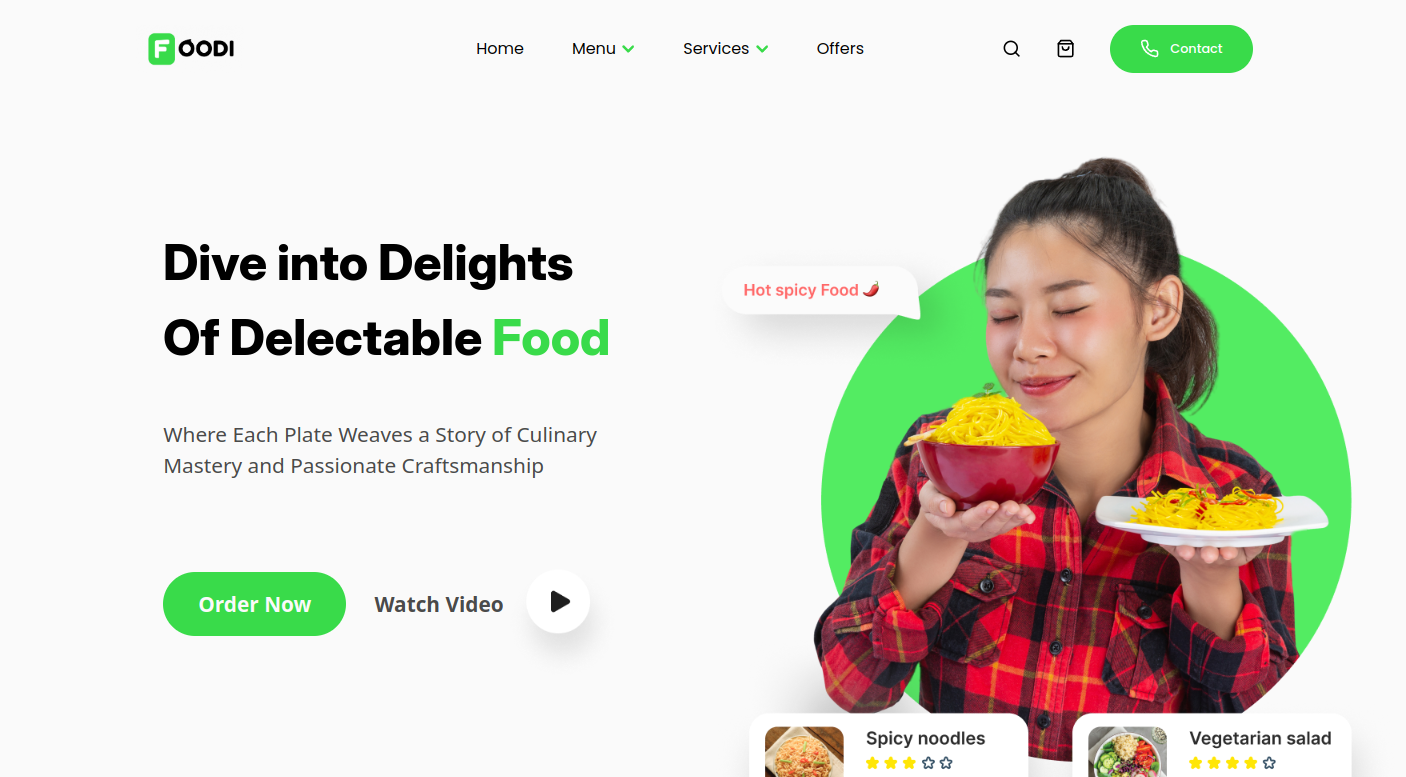 FOODI
Home
Menu
Services
Offers
Contact
Dive into Delights
Of Delectable Food
Hot spicy Food
Where Each Plate Weaves a Story of Culinary
Mastery and Passionate Craftsmanship
Order Now
Watch Video
Spicy noodles
Vegetarian salad